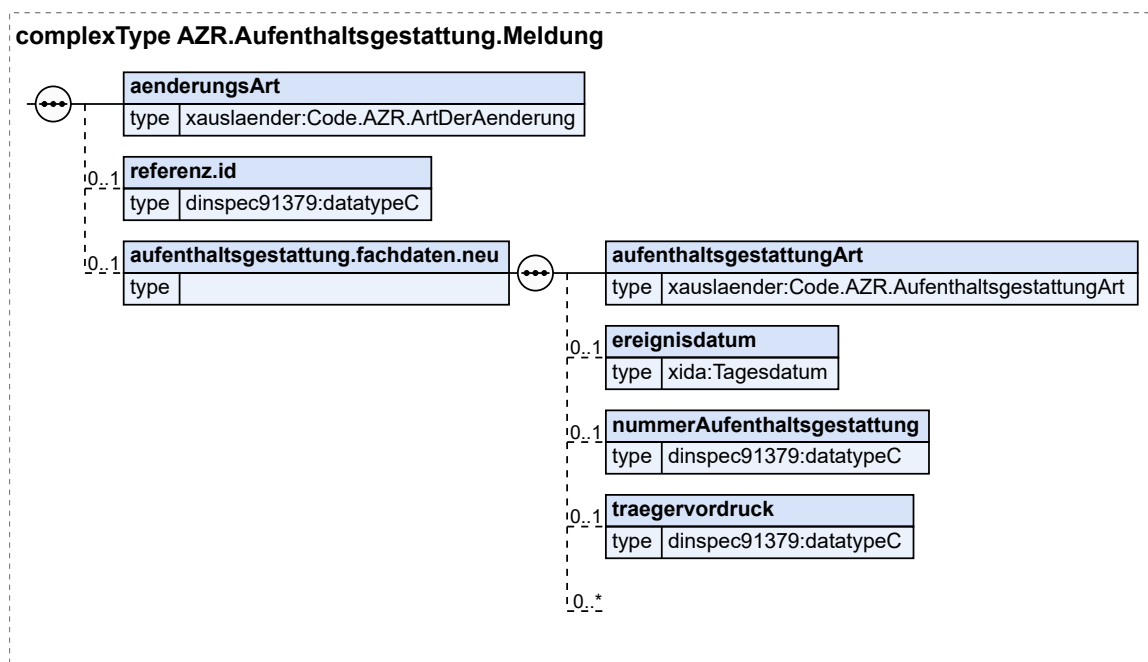 complexType AZR.Aufenthaltsgestattung.Meldung
aenderungsArt
type xauslaender:Code.AZR.ArtDerAenderung
0..1 referenz.id
type dinspec91379:datatypeC
0..1 aufenthaltsgestattung.fachdaten.neu
type
aufenthaltsgestattungArt
type xauslaender:Code.AZR.AufenthaltsgestattungArt
0..1 ereignisdatum
type xida:Tagesdatum
0..1 nummerAufenthaltsgestattung
type dinspec91379:datatypeC
0..1 traegervordruck
type dinspec91379:datatypeC
0..*